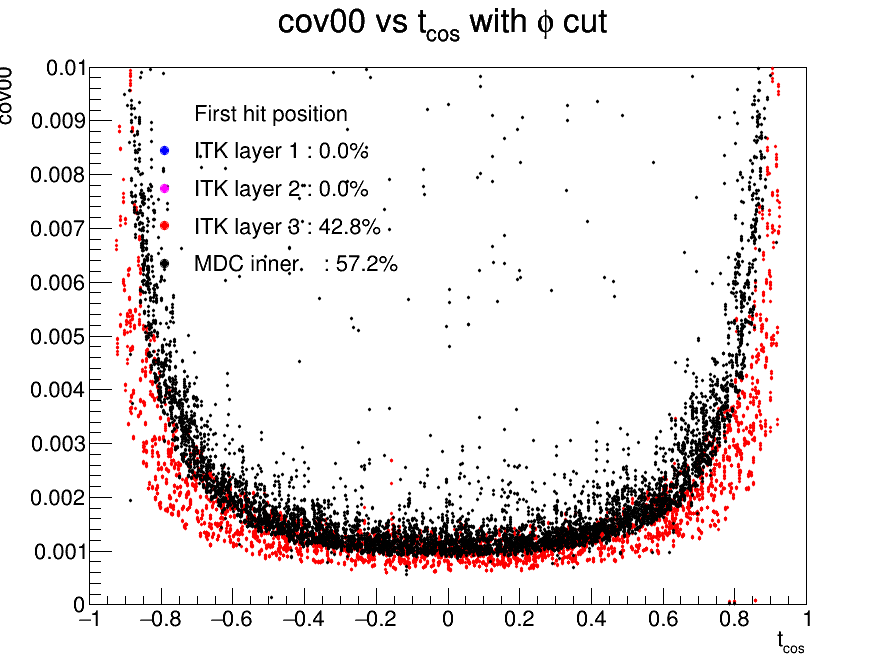 cov00 vs t_cos with ϕ cut
cov00
0.01
0.009
0.008
0.007
0.006
0.005
0.004
0.003
0.002
0.001
0
First hit position
ITK layer 1 : 0.0%
ITK layer 2 : 0.0%
ITK layer 3 : 42.8%
MDC inner : 57.2%
−1 −0.8 −0.6 −0.4 −0.2 0 0.2 0.4 0.6 0.8 1
t_cos